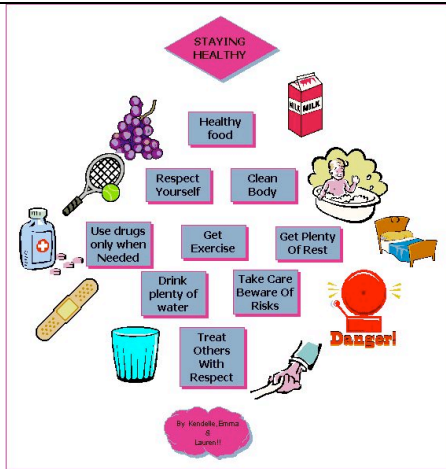 STAYING
HEALTHY
MILK MILK
Healthy
food
Respect
Yourself
Clean
Body
Use drugs
only when
Needed
Get
Exercise
Get Plenty
Of Rest
Drink
plenty of
water
Take Care
Beware Of
Risks
Danger!
Treat
Others
With
Respect
By Kendelle, Emma
&
Lauren!!